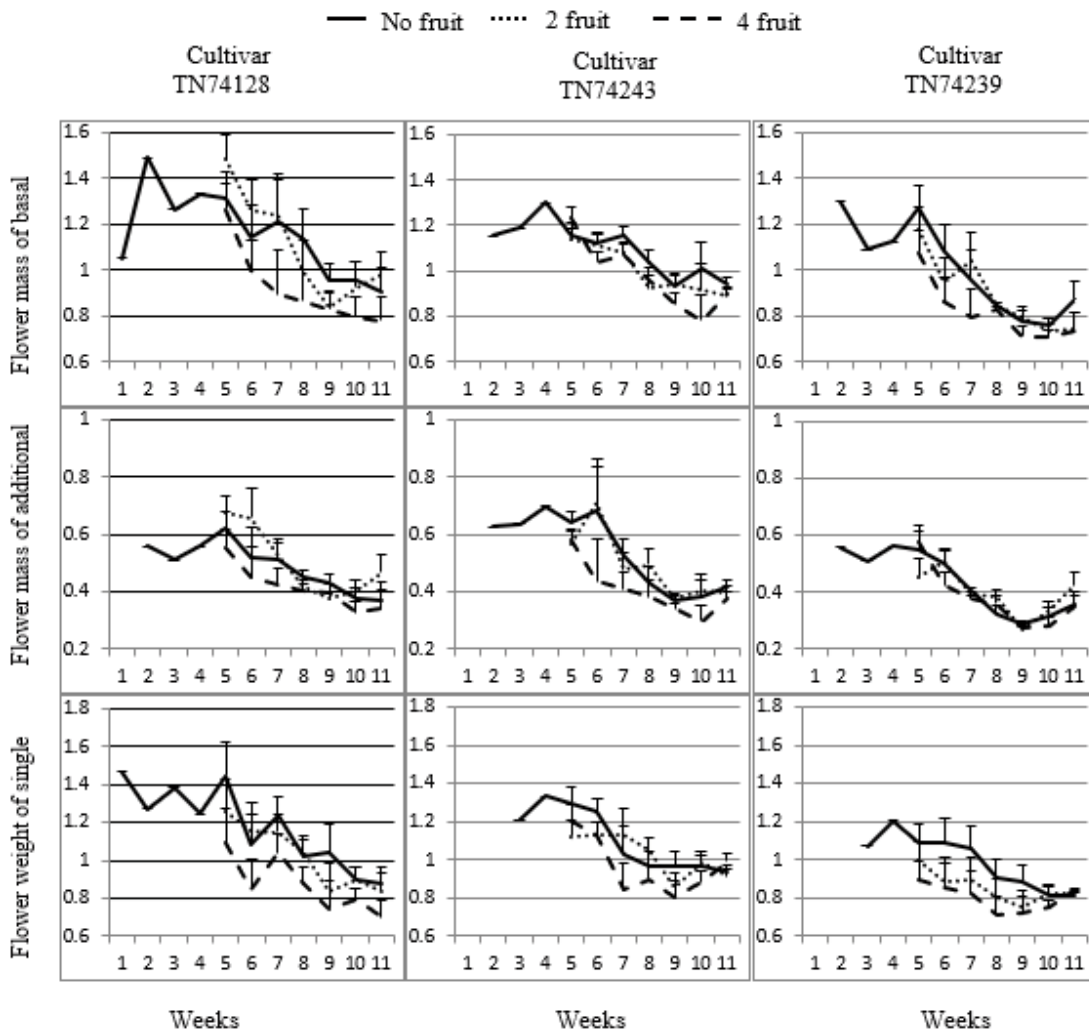 No fruit 2 fruit 4 fruit
Cultivar
TN74128
Cultivar
TN74243
Cultivar
TN74239
Flower mass of basal
1.6
1.4
1.2
1
0.8
0.6
1 2 3 4 5 6 7 8 9 10 11
1.6
1.4
1.2
1
0.8
0.6
1 2 3 4 5 6 7 8 9 10 11
1.6
1.4
1.2
1
0.8
0.6
1 2 3 4 5 6 7 8 9 10 11
Flower mass of additional
1
0.8
0.6
0.4
0.2
1 2 3 4 5 6 7 8 9 10 11
1
0.8
0.6
0.4
0.2
1 2 3 4 5 6 7 8 9 10 11
1
0.8
0.6
0.4
0.2
1 2 3 4 5 6 7 8 9 10 11
Flower weight of single
1.8
1.6
1.4
1.2
1
0.8
0.6
1 2 3 4 5 6 7 8 9 10 11
1.8
1.6
1.4
1.2
1
0.8
0.6
1 2 3 4 5 6 7 8 9 10 11
1.8
1.6
1.4
1.2
1
0.8
0.6
1 2 3 4 5 6 7 8 9 10 11
Weeks
Weeks
Weeks